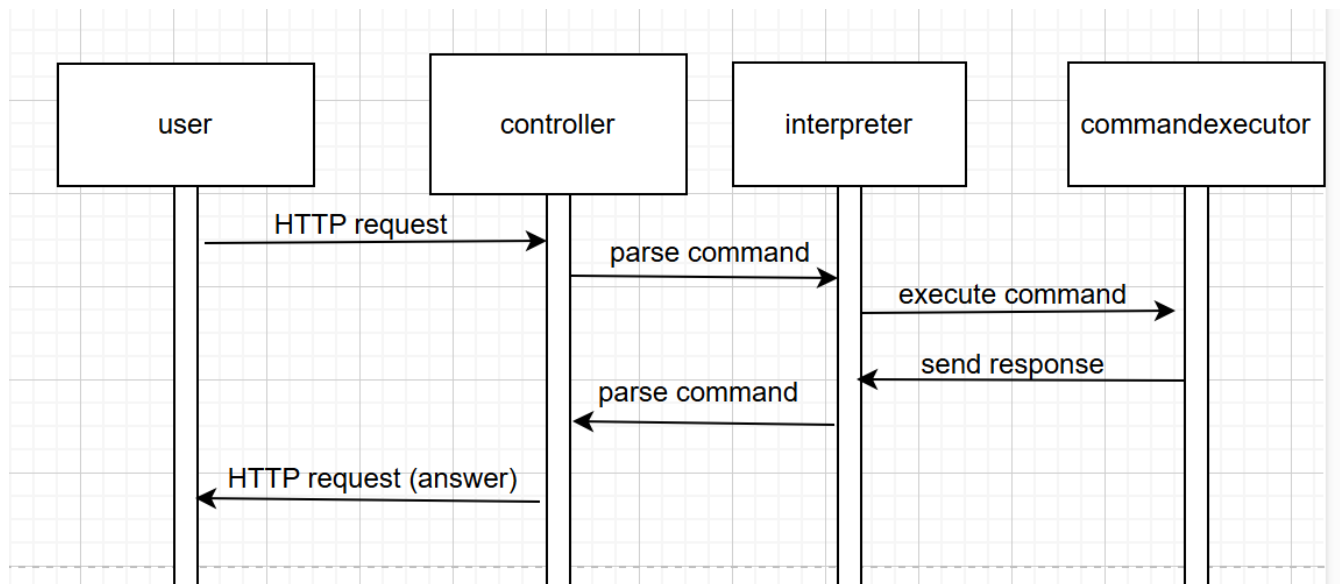 user
controller
interpreter
commandexecutor
HTTP request
parse command
execute command
send response
parse command
HTTP request (answer)